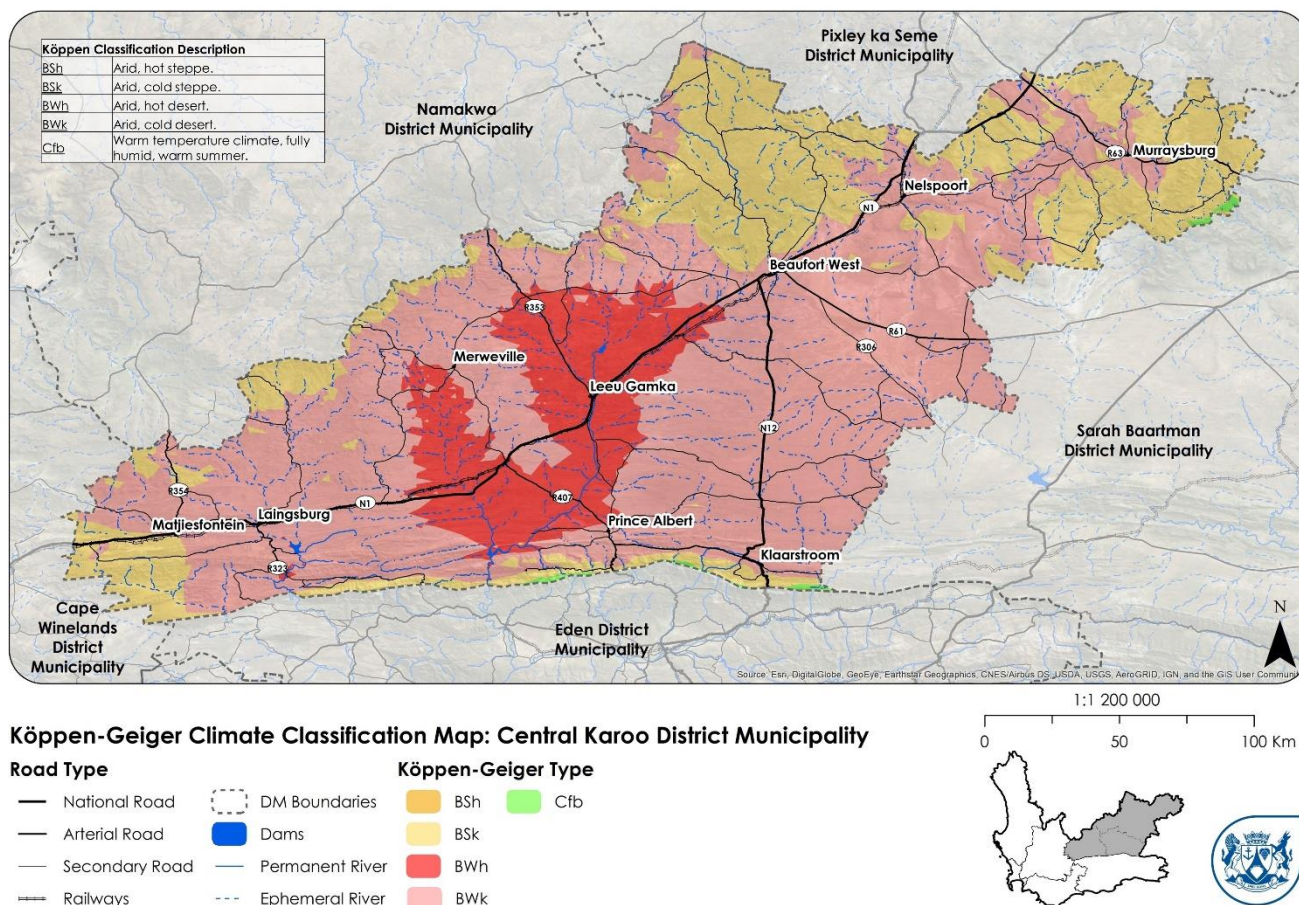 Köppen Classification Description
BSh Arid, hot steppe.
BSk Arid, cold steppe.
BWh Arid, hot desert.
BWk Arid, cold desert.
Cfb Warm temperature climate, fully
humid, warm summer.
Pixley ka Seme
District Municipality
Namakwa
District Municipality
R63
Murraysburg
Nelspoort
N1
Beaufort West
R353
R61
R306
Merweville
Leeu Gamka
N12
Sarah Baartman
District Municipality
R354
N1
R407
Laingsburg
Matjiesfontein
Prince Albert
Klaarstroom
R323
Cape
Winelands
District
Municipality
Eden District
Municipality
N
Source: Esri, DigitalGlobe, GeoEye, Earthstar Geographics, CNES/Airbus DS, USDA, USGS, AeroGRID, IGN, and the GIS User Communi
1:1 200 000
0 50 100 Km
Köppen-Geiger Climate Classification Map: Central Karoo District Municipality
Road Type
National Road
Arterial Road
Secondary Road
Railways
DM Boundaries
Dams
Permanent River
Ephemeral River
Köppen-Geiger Type
BSh
BSk
BWh
BWk
Cfb